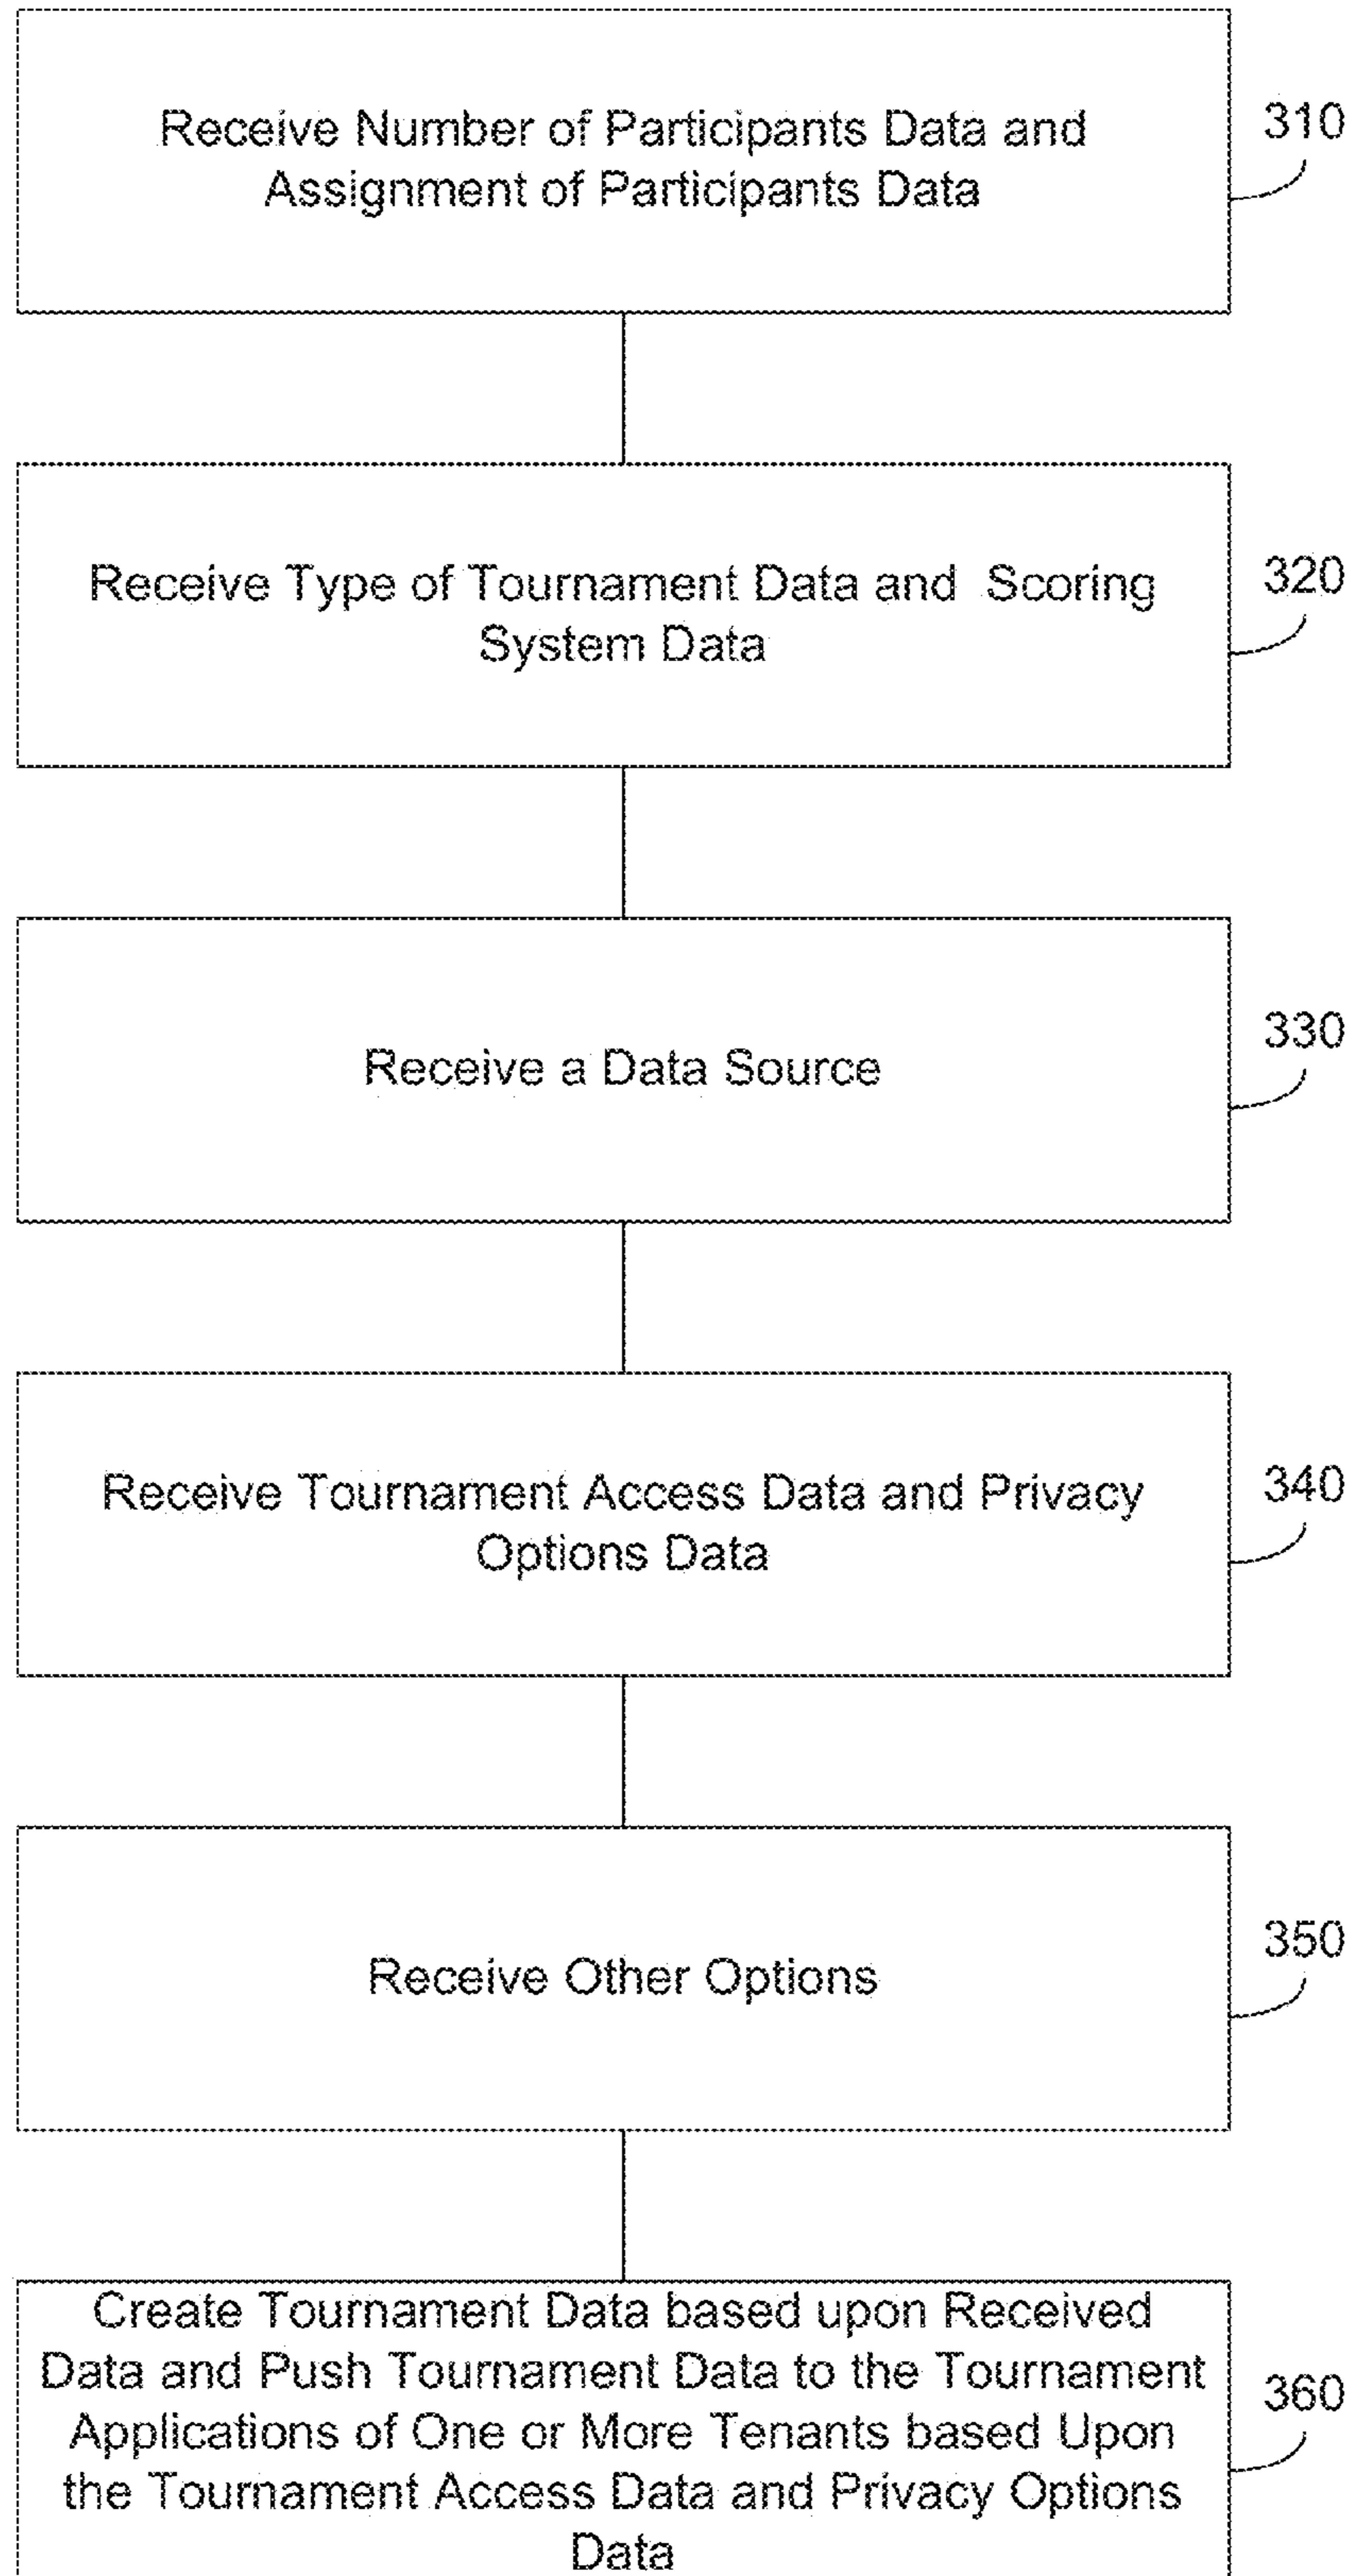 Receive Number of Participants Data and
Assignment of Participants Data
310
Receive Type of Tournament Data and  Scoring
System Data
320
Receive a Data Source
330
Receive Tournament Access Data and Privacy
Options Data
340
Receive Other Options
350
Create Tournament Data based upon Received
Data and Push Tournament Data to the Tournament
Applications of One or More Tenants based Upon
the Tournament Access Data and Privacy Options
Data
360